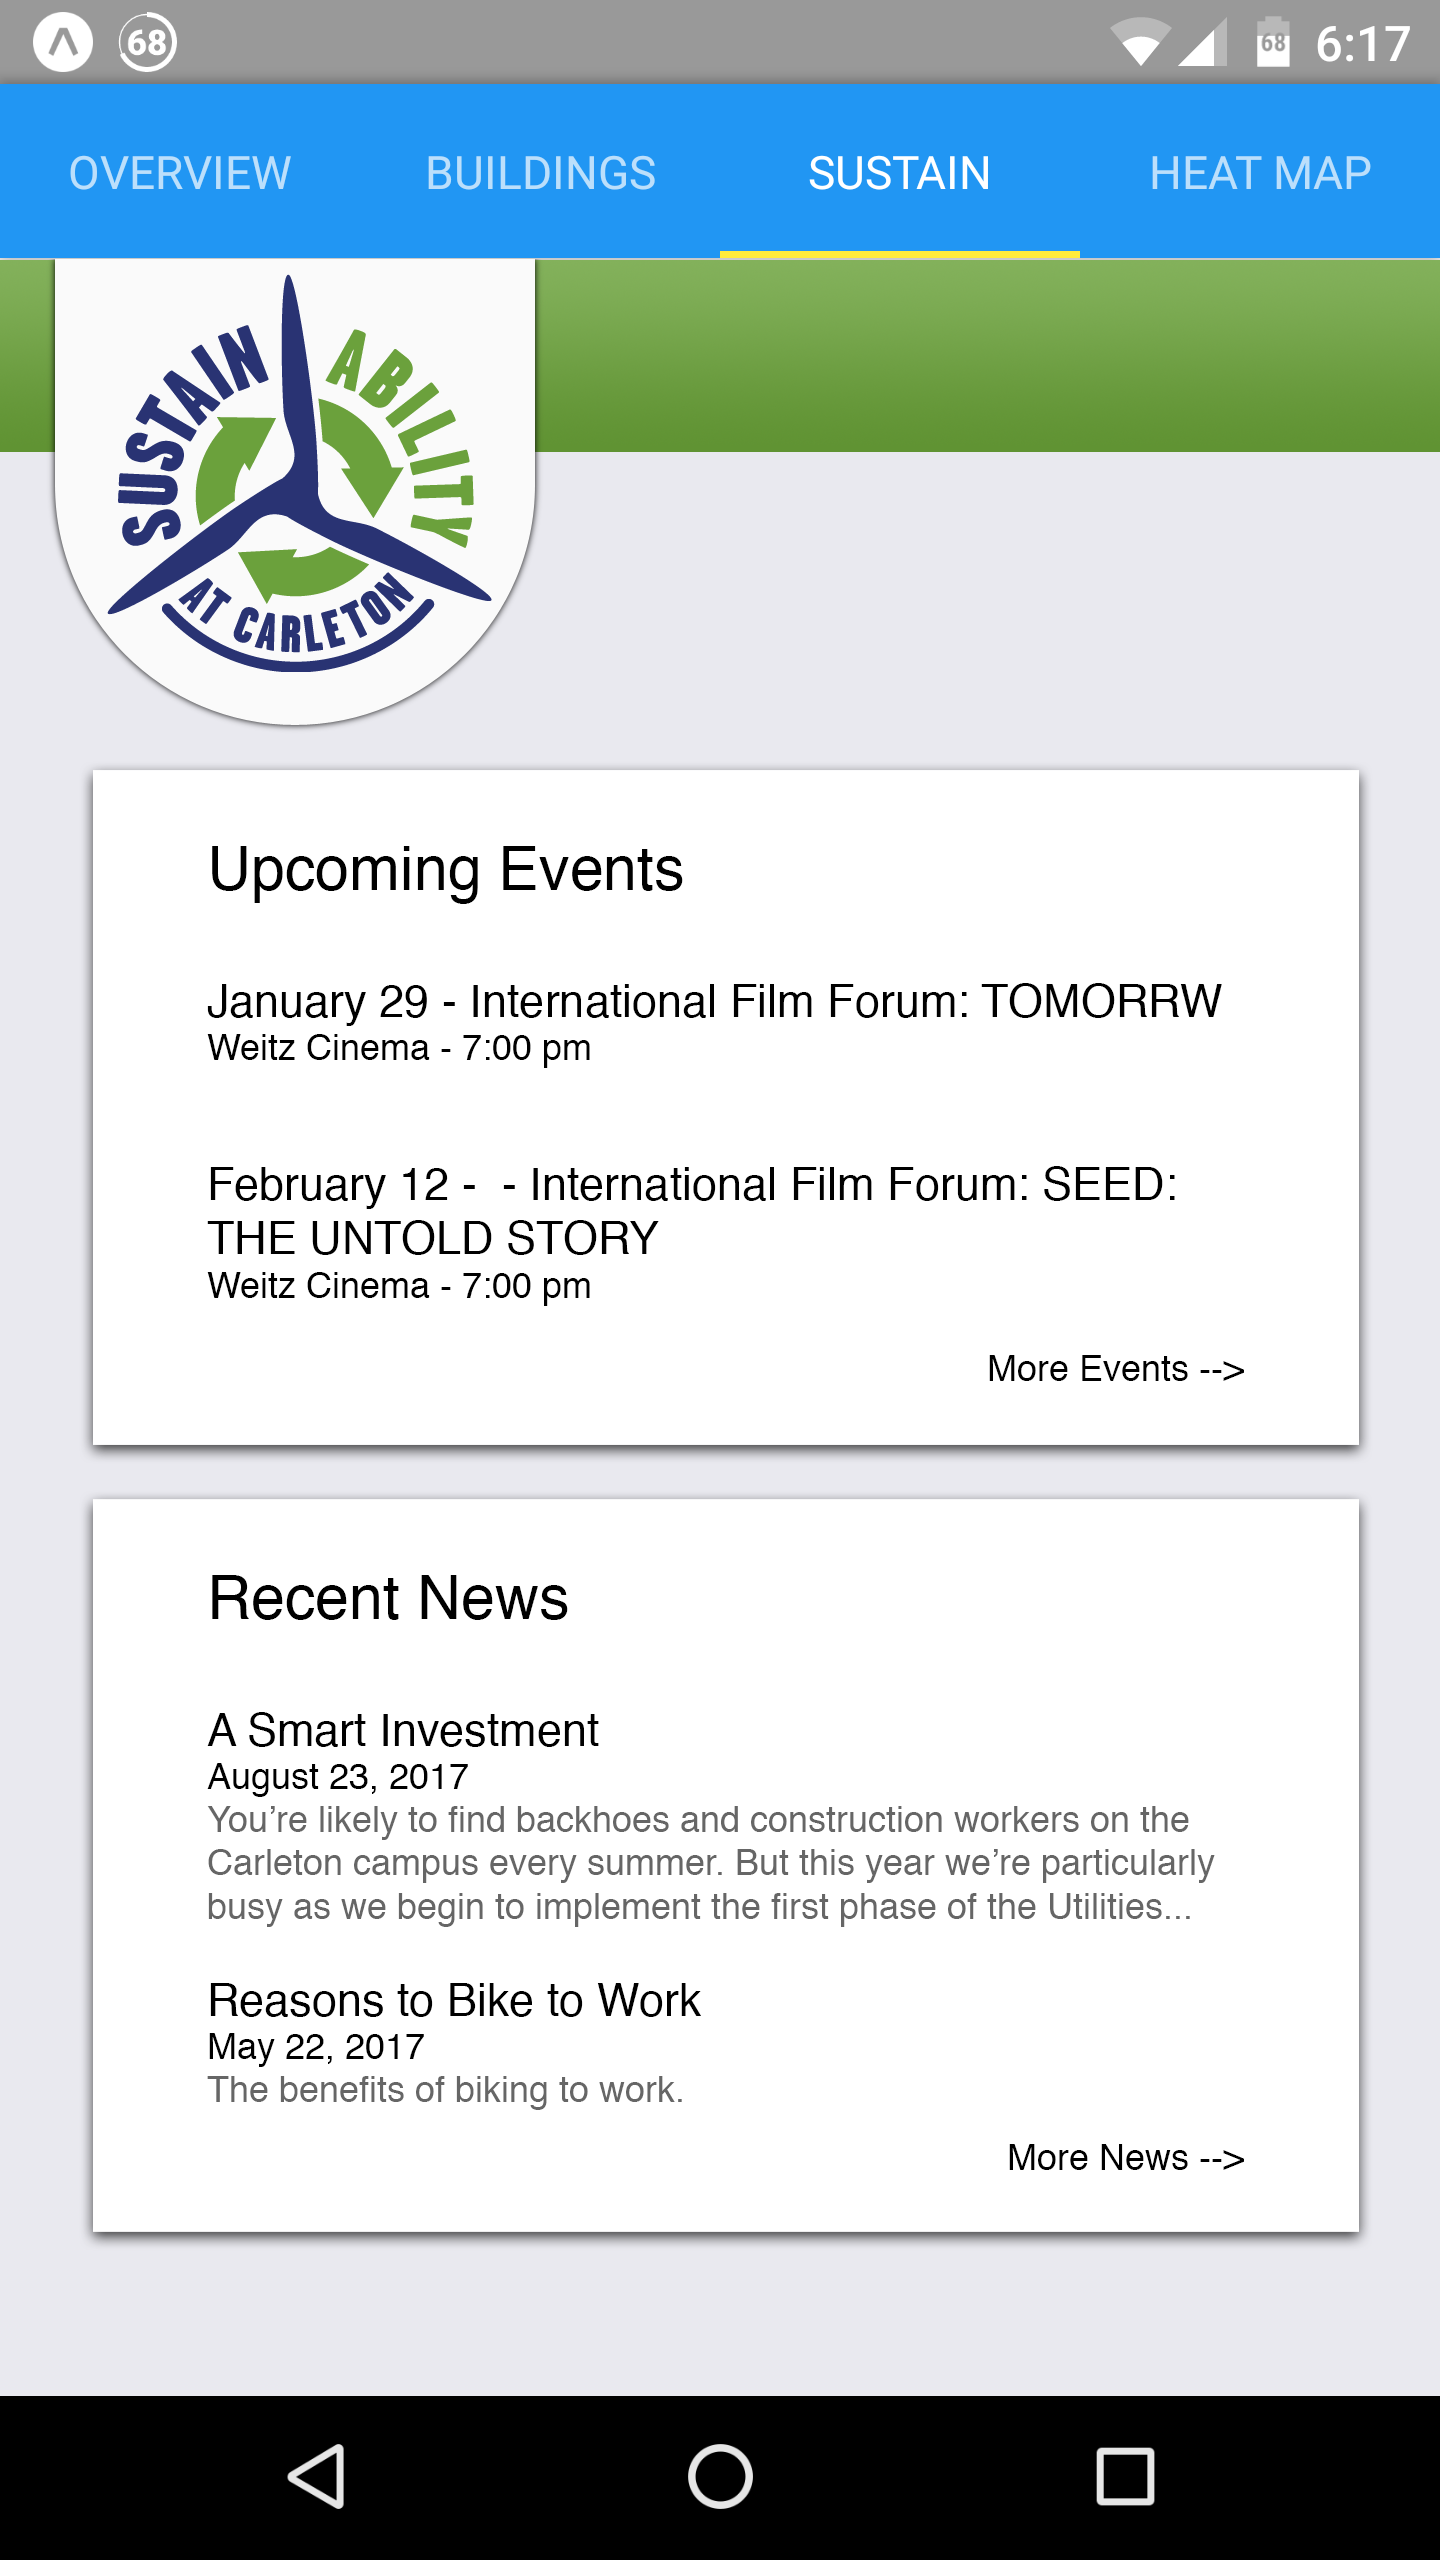 68
68 6:17
OVERVIEW BUILDINGS SUSTAIN HEAT MAP
SUSTAINABILITY
AT CARLETON
Upcoming Events
January 29 - International Film Forum: TOMORRW
Weitz Cinema - 7:00 pm
February 12 -  - International Film Forum: SEED:
THE UNTOLD STORY
Weitz Cinema - 7:00 pm
More Events -->
Recent News
A Smart Investment
August 23, 2017
You’re likely to find backhoes and construction workers on the
Carleton campus every summer. But this year we’re particularly
busy as we begin to implement the first phase of the Utilities...
Reasons to Bike to Work
May 22, 2017
The benefits of biking to work.
More News -->